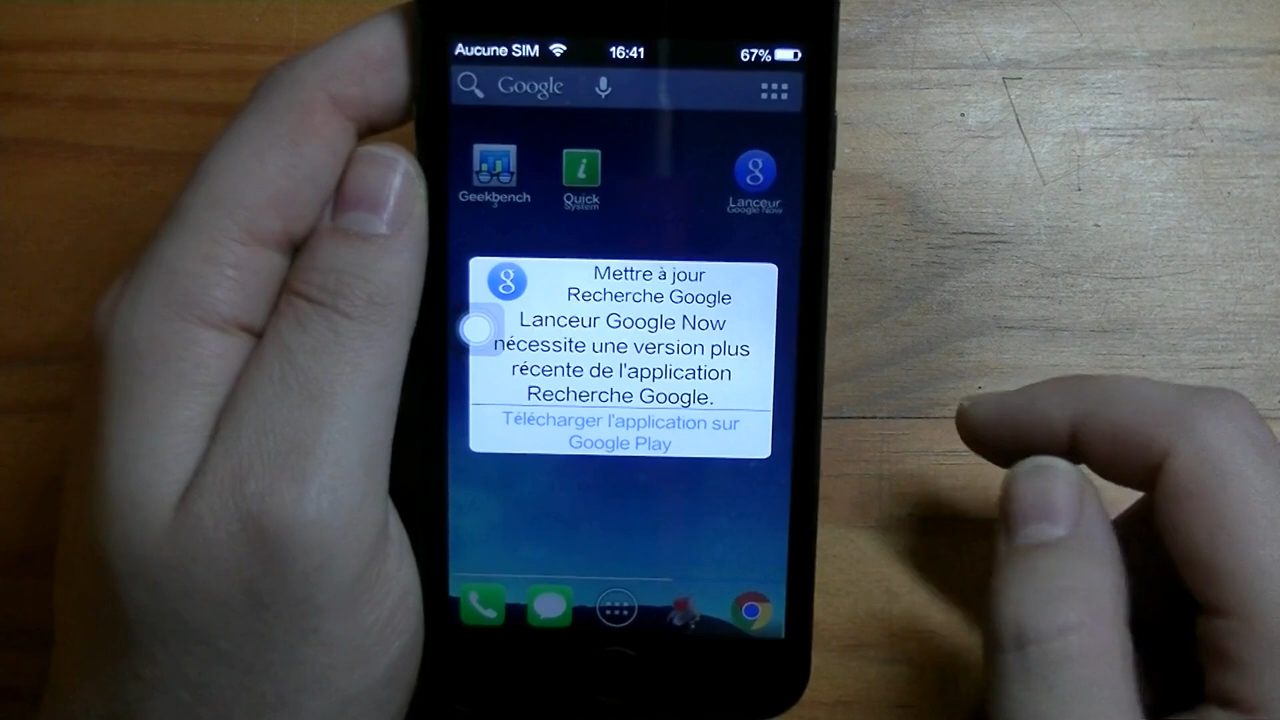 Aucune SIM 16:41 67%
Google
Geekbench
3
Quick
System
Lanceur
Google Now
Mettre à jour
Recherche Google
Lanceur Google Now
nécessite une version plus
récente de l'application
Recherche Google.
Télécharger l'application sur
Google Play